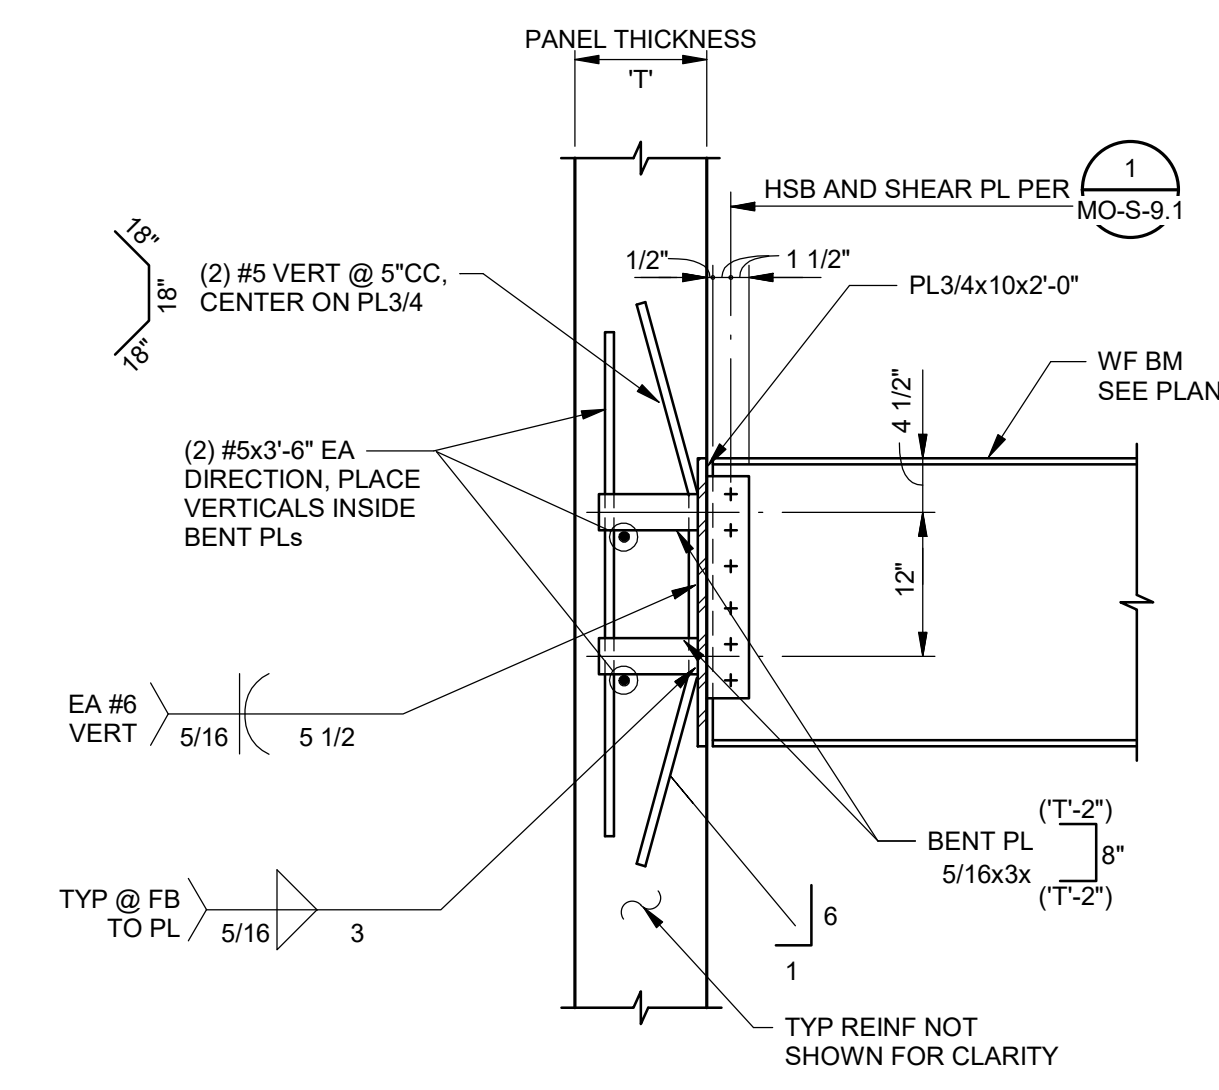 PANEL THICKNESS
'T'
HSB AND SHEAR PL PER
1
MO-S-9.1
18"
18"
18"
(2) #5 VERT @ 5"CC,
CENTER ON PL3/4
1/2"
1 1/2"
PL3/4x10x2'-0"
WF BM
SEE PLAN
4 1/2"
(2) #5x3'-6" EA
DIRECTION, PLACE
VERTICALS INSIDE
BENT PLs
12"
EA #6
VERT
5/16
5 1/2
('T'-2")
BENT PL
5/16x3x
8"
('T'-2")
TYP @ FB
TO PL
5/16
3
6
1
TYP REINF NOT
SHOWN FOR CLARITY